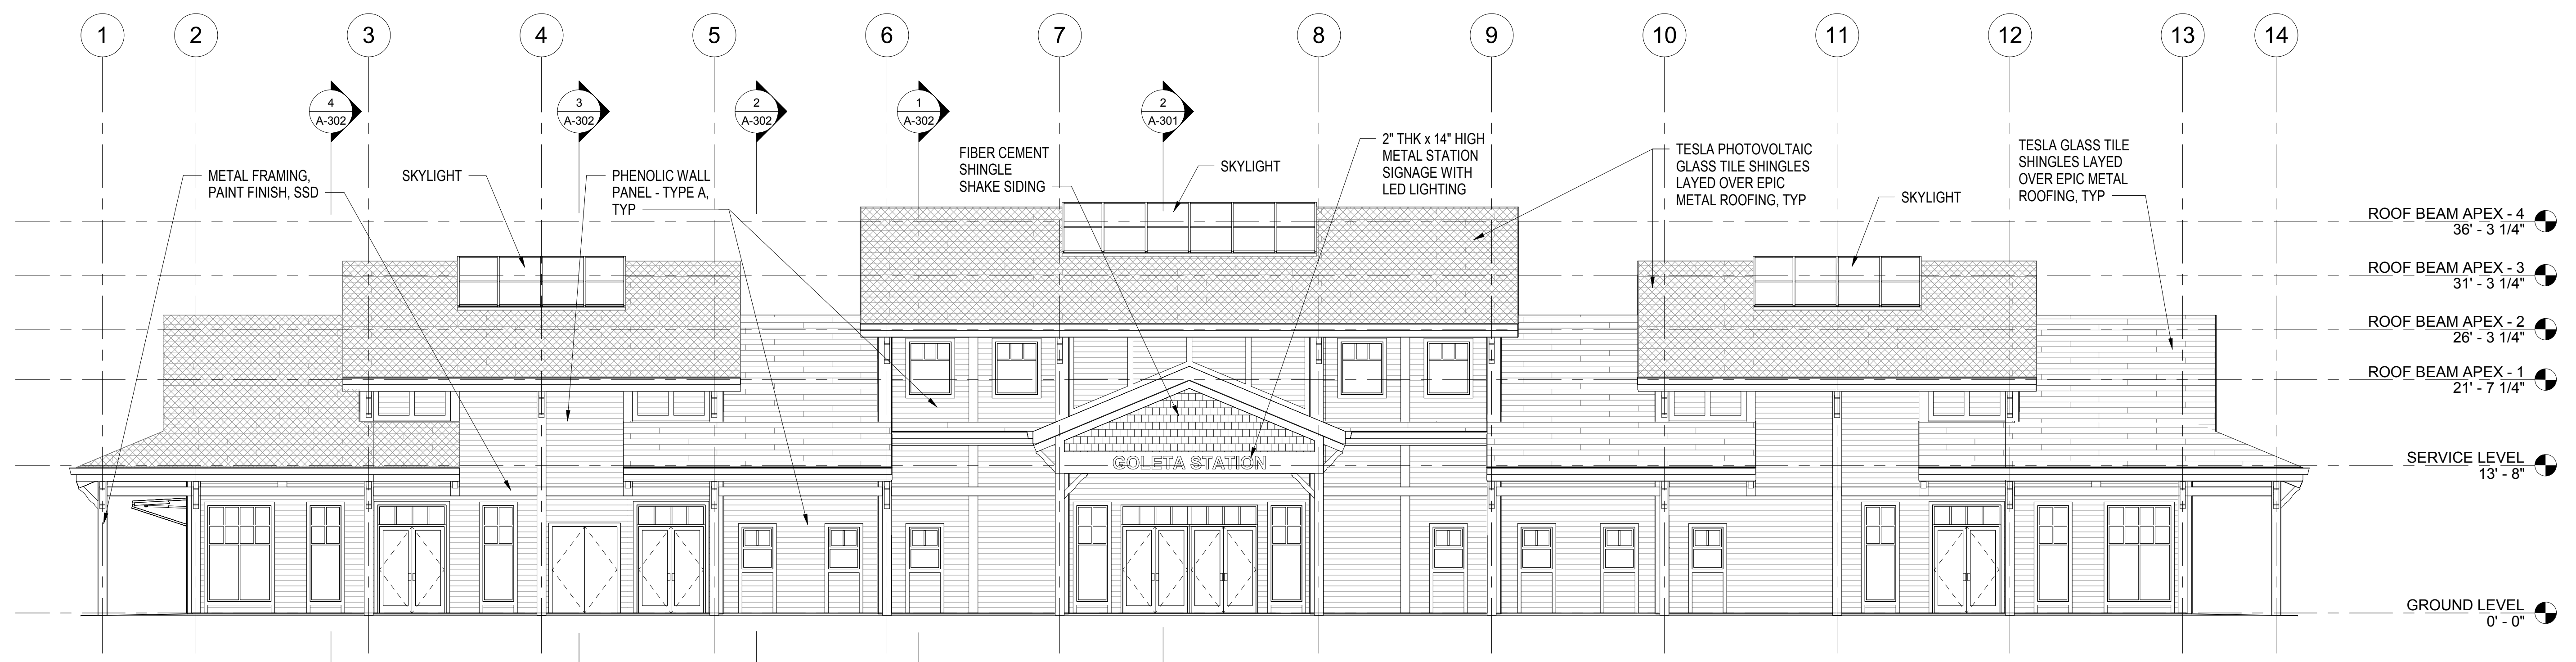 1 2 3 4 5 6 7 8 9 10 11 12 13 14
4
A-302
3
A-302
2
A-302
1
A-302
2
A-301
METAL FRAMING,
PAINT FINISH, SSD
SKYLIGHT
PHENOLIC WALL
PANEL - TYPE A,
TYP
FIBER CEMENT
SHINGLE
SHAKE SIDING
SKYLIGHT
2" THK x 14" HIGH
METAL STATION
SIGNAGE WITH
LED LIGHTING
TESLA PHOTOVOLTAIC
GLASS TILE SHINGLES
LAYED OVER EPIC
METAL ROOFING, TYP
SKYLIGHT
TESLA GLASS TILE
SHINGLES LAYED
OVER EPIC METAL
ROOFING, TYP
ROOF BEAM APEX - 4
36' - 3 1/4"
ROOF BEAM APEX - 3
31' - 3 1/4"
ROOF BEAM APEX - 2
26' - 3 1/4"
ROOF BEAM APEX - 1
21' - 7 1/4"
SERVICE LEVEL
13' - 8"
GROUND LEVEL
0' - 0"
GOLETA STATION